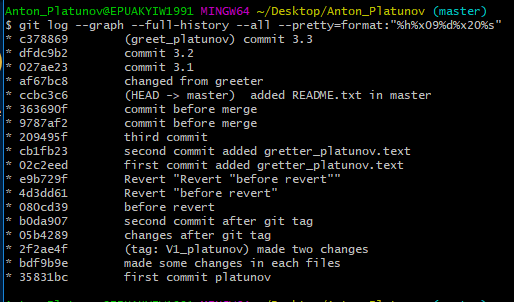 Anton_Platunov@EPUAKYIW1991 MINGW64 ~/Desktop/Anton_Platunov (master)
$ git log --graph --full-history --all --pretty=format:"%h%x09%d%x20%s"
* c378869 (greet_platunov) commit 3.3
* dfdc9b2 commit 3.2
* 027ae23 commit 3.1
* af67bc8 changed from greeter
* ccbc3c6 (HEAD -> master) added README.txt in master
* 363690f commit before merge
* 9787af2 commit before merge
* 209495f third commit
* cb1fb23 second commit added gretter_platunov.text
* 02c2eed first commit added gretter_platunov.text
* e9b729f Revert "Revert "before revert""
* 4d3dd61 Revert "before revert"
* 080cd39 before revert
* b0da907 second commit after git tag
* 05b4289 changes after git tag
* 2f2ae4f (tag: V1_platunov) made two changes
* bdf9b9e made some changes in each files
* 35831bc first commit platunov